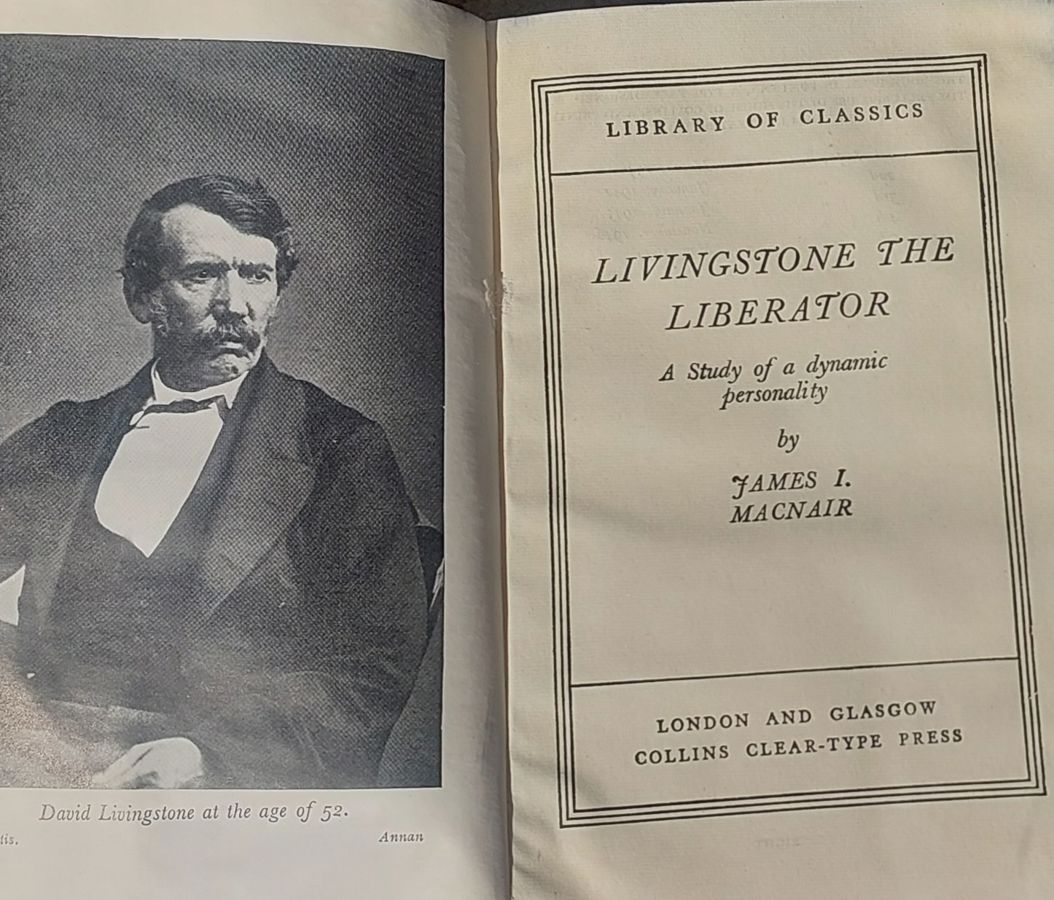 David Livingstone at the age of 52.
Annan
LIBRARY OF CLASSICS
LIVINGSTONE THE
LIBERATOR
A Study of a dynamic
personality
by
JAMES I.
MACNAIR
LONDON AND GLASGOW
COLLINS CLEAR-TYPE PRESS